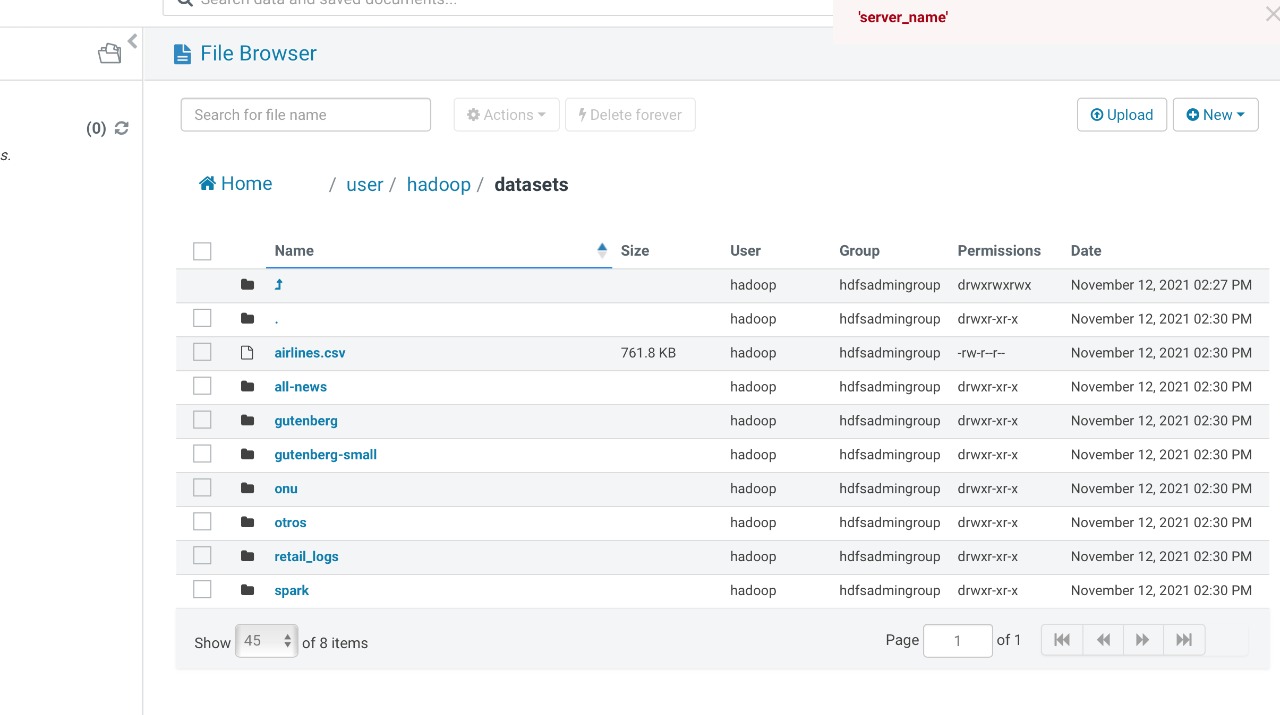 Search data and saved documents...
'server_name'
File Browser
(0)
s.
Search for file name Actions Delete forever Upload New
Home / user / hadoop / datasets
Name Size User Group Permissions Date
hadoop hdfsadmingroup drwxrwxrwx November 12, 2021 02:27 PM
. hadoop hdfsadmingroup drwxr-xr-x November 12, 2021 02:30 PM
airlines.csv 761.8 KB hadoop hdfsadmingroup -rw-r--r-- November 12, 2021 02:30 PM
all-news hadoop hdfsadmingroup drwxr-xr-x November 12, 2021 02:30 PM
gutenberg hadoop hdfsadmingroup drwxr-xr-x November 12, 2021 02:30 PM
gutenberg-small hadoop hdfsadmingroup drwxr-xr-x November 12, 2021 02:30 PM
onu hadoop hdfsadmingroup drwxr-xr-x November 12, 2021 02:30 PM
otros hadoop hdfsadmingroup drwxr-xr-x November 12, 2021 02:30 PM
retail_logs hadoop hdfsadmingroup drwxr-xr-x November 12, 2021 02:30 PM
spark hadoop hdfsadmingroup drwxr-xr-x November 12, 2021 02:30 PM
Show 45 of 8 items Page 1 of 1